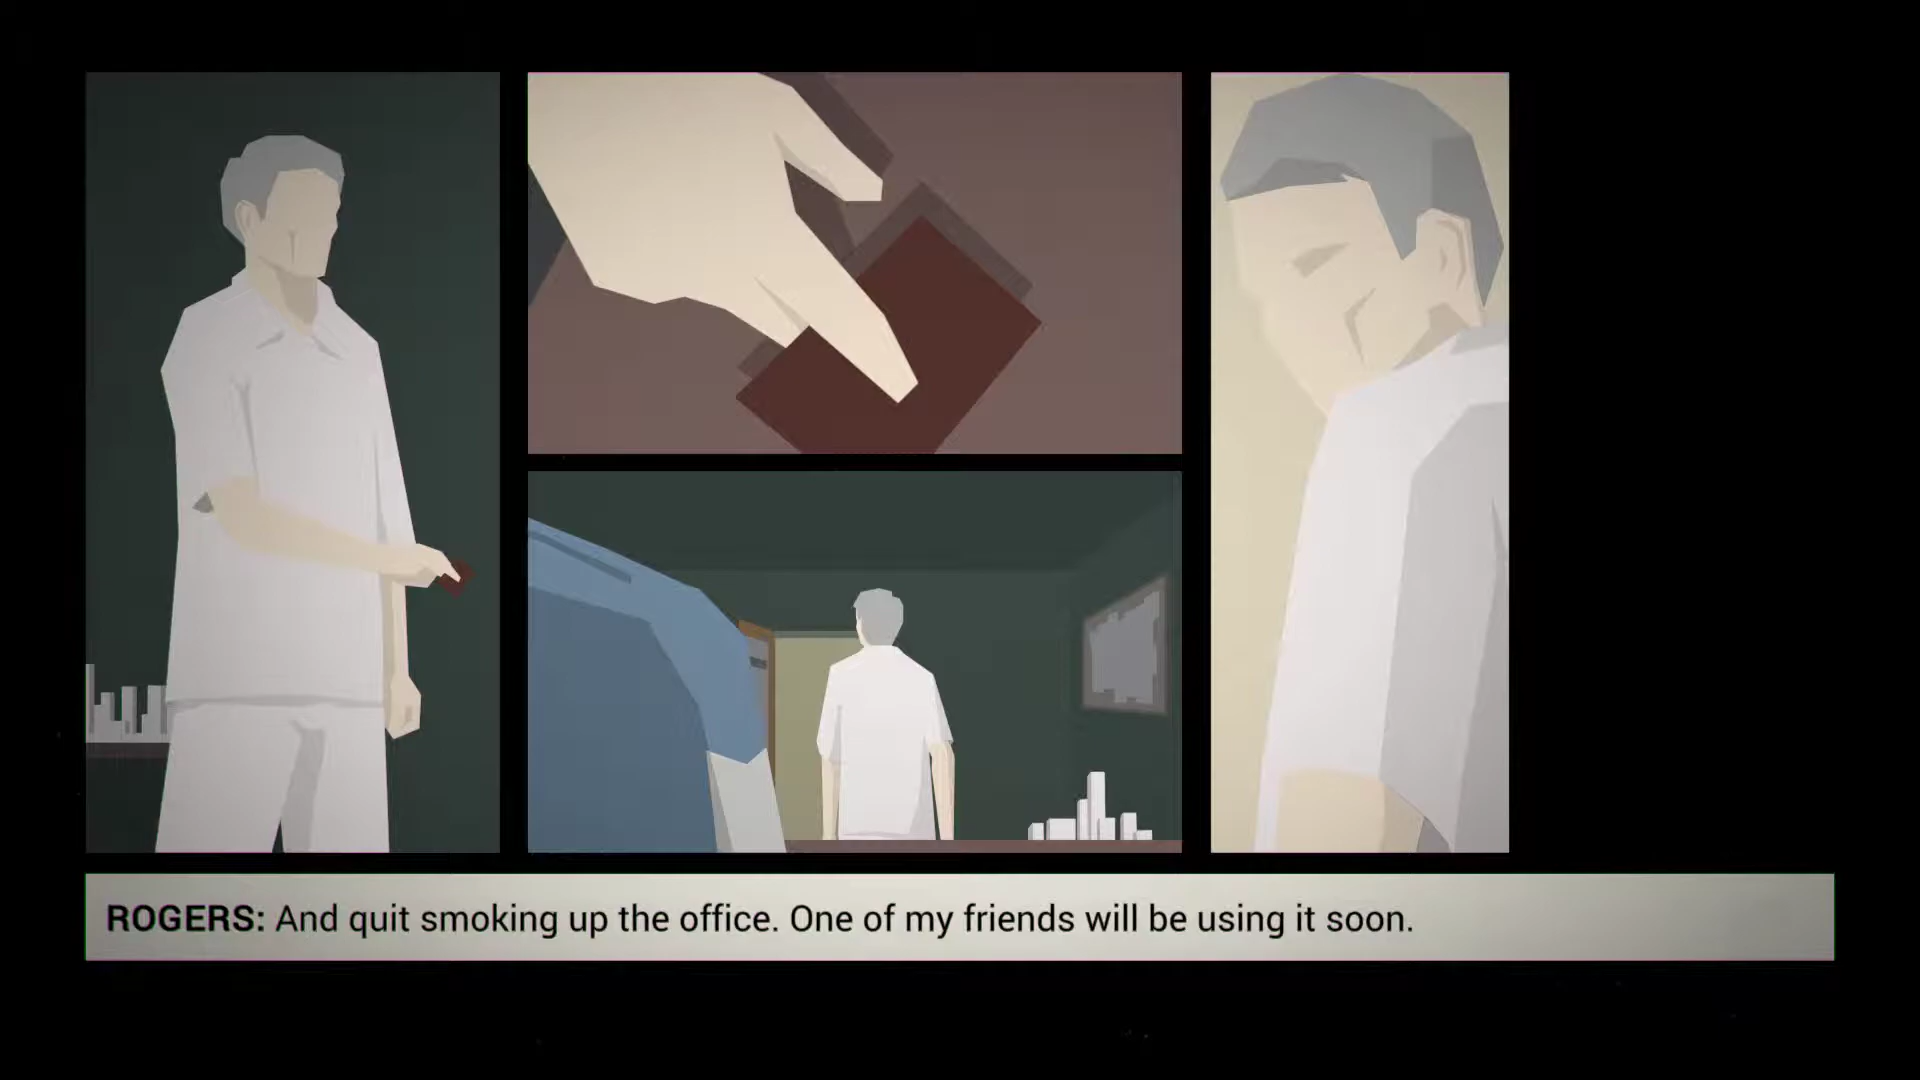 ROGERS: And quit smoking up the office. One of my friends will be using it soon.